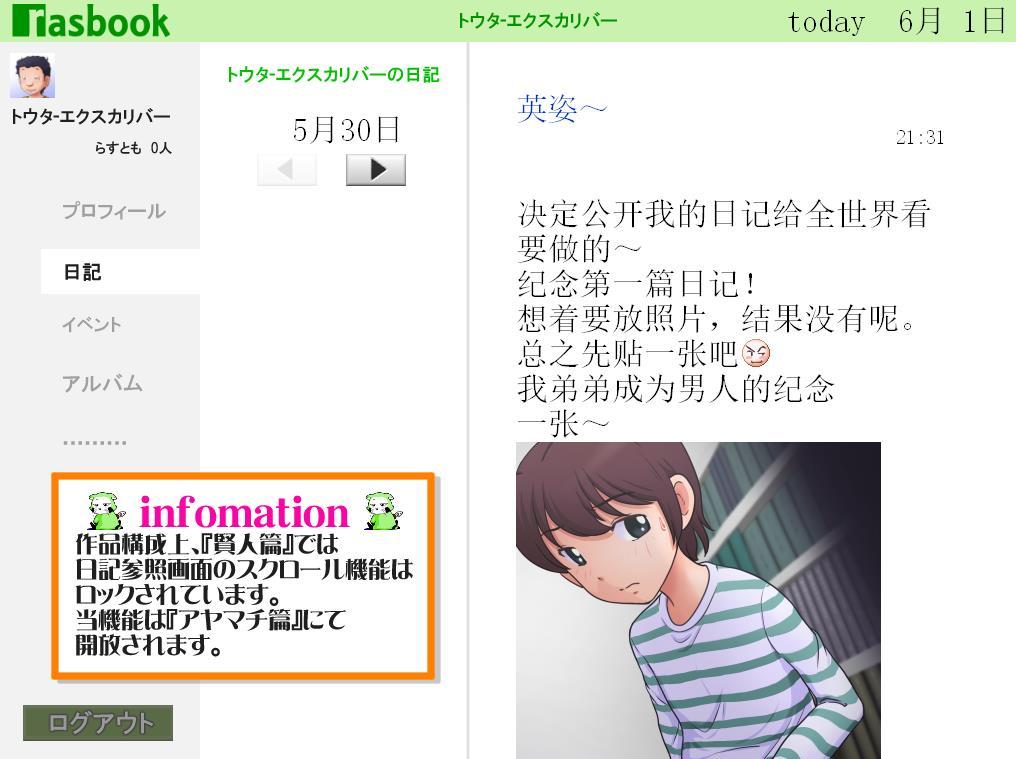 rasbook
トウタ-エクスカリバー
today 6月 1日
トウタ-エクスカリバー
らすとも 0人
プロフィール
日記
イベント
アルバム
………
infomation
作品構成上、『賢人篇』では
日記参照画面のスクロール機能は
ロックされています。
当機能は『アヤマチ篇』にて
開放されます。
ログアウト
トウタ-エクスカリバーの日記
5月30日
英姿～
21:31
决定公开我的日记给全世界看
要做的～
纪念第一篇日记！
想着要放照片，结果没有呢。
总之先贴一张吧
我弟弟成为男人的纪念
一张～